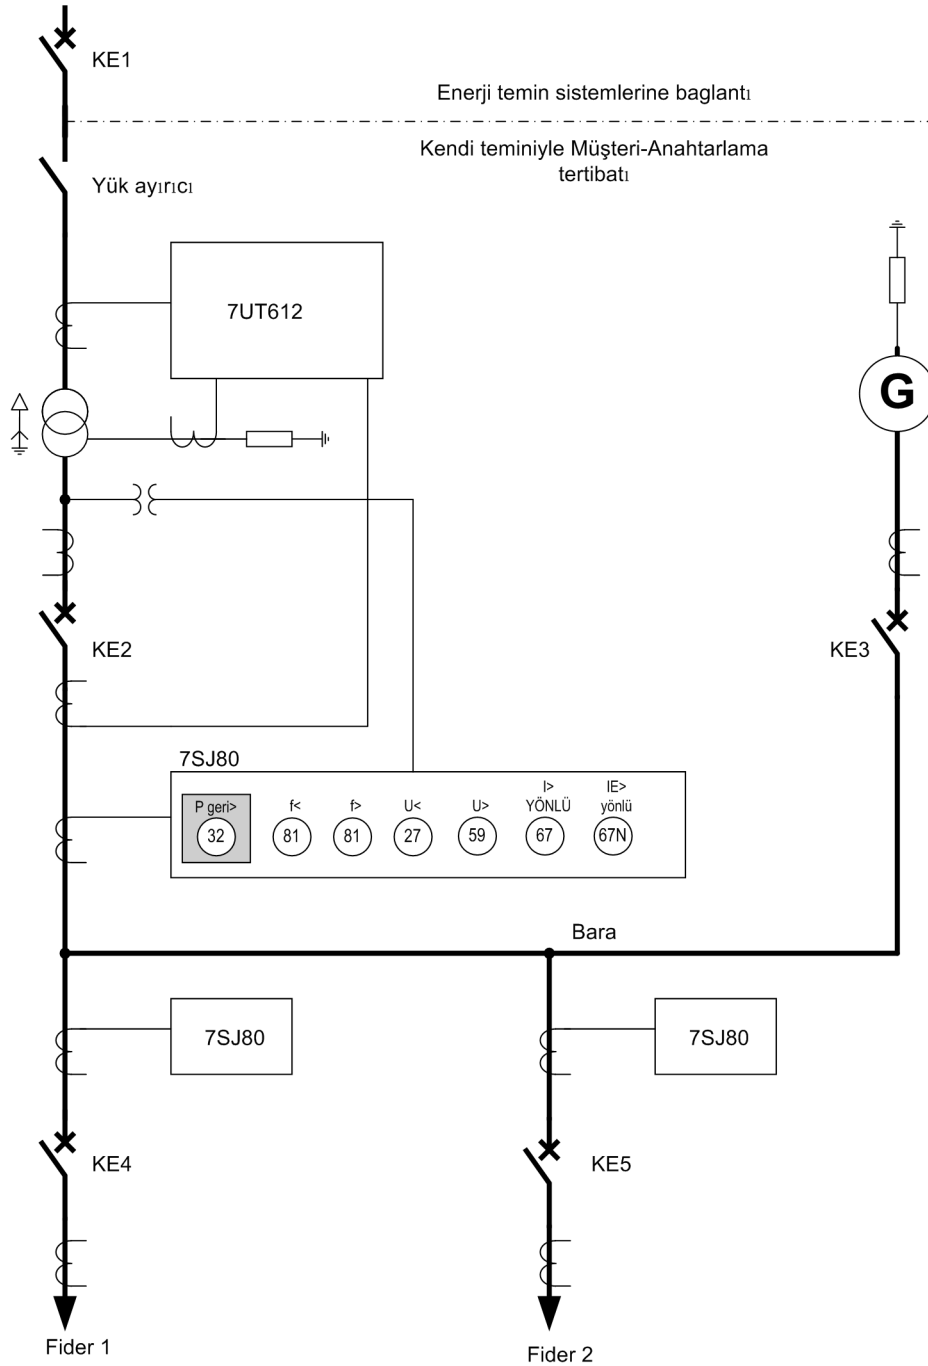 KE1
Enerji temin sistemlerine baglantı
Kendi teminiyle Müşteri-Anahtarlama
tertibatı
Yük ayırıcı
7UT612
G
KE2
KE3
7SJ80
P geri>
f<
f>
U<
U>
I>
YÖNLÜ
IE>
yönlü
32
81
81
27
59
67
67N
Bara
7SJ80
7SJ80
KE4
KE5
Fider 1
Fider 2